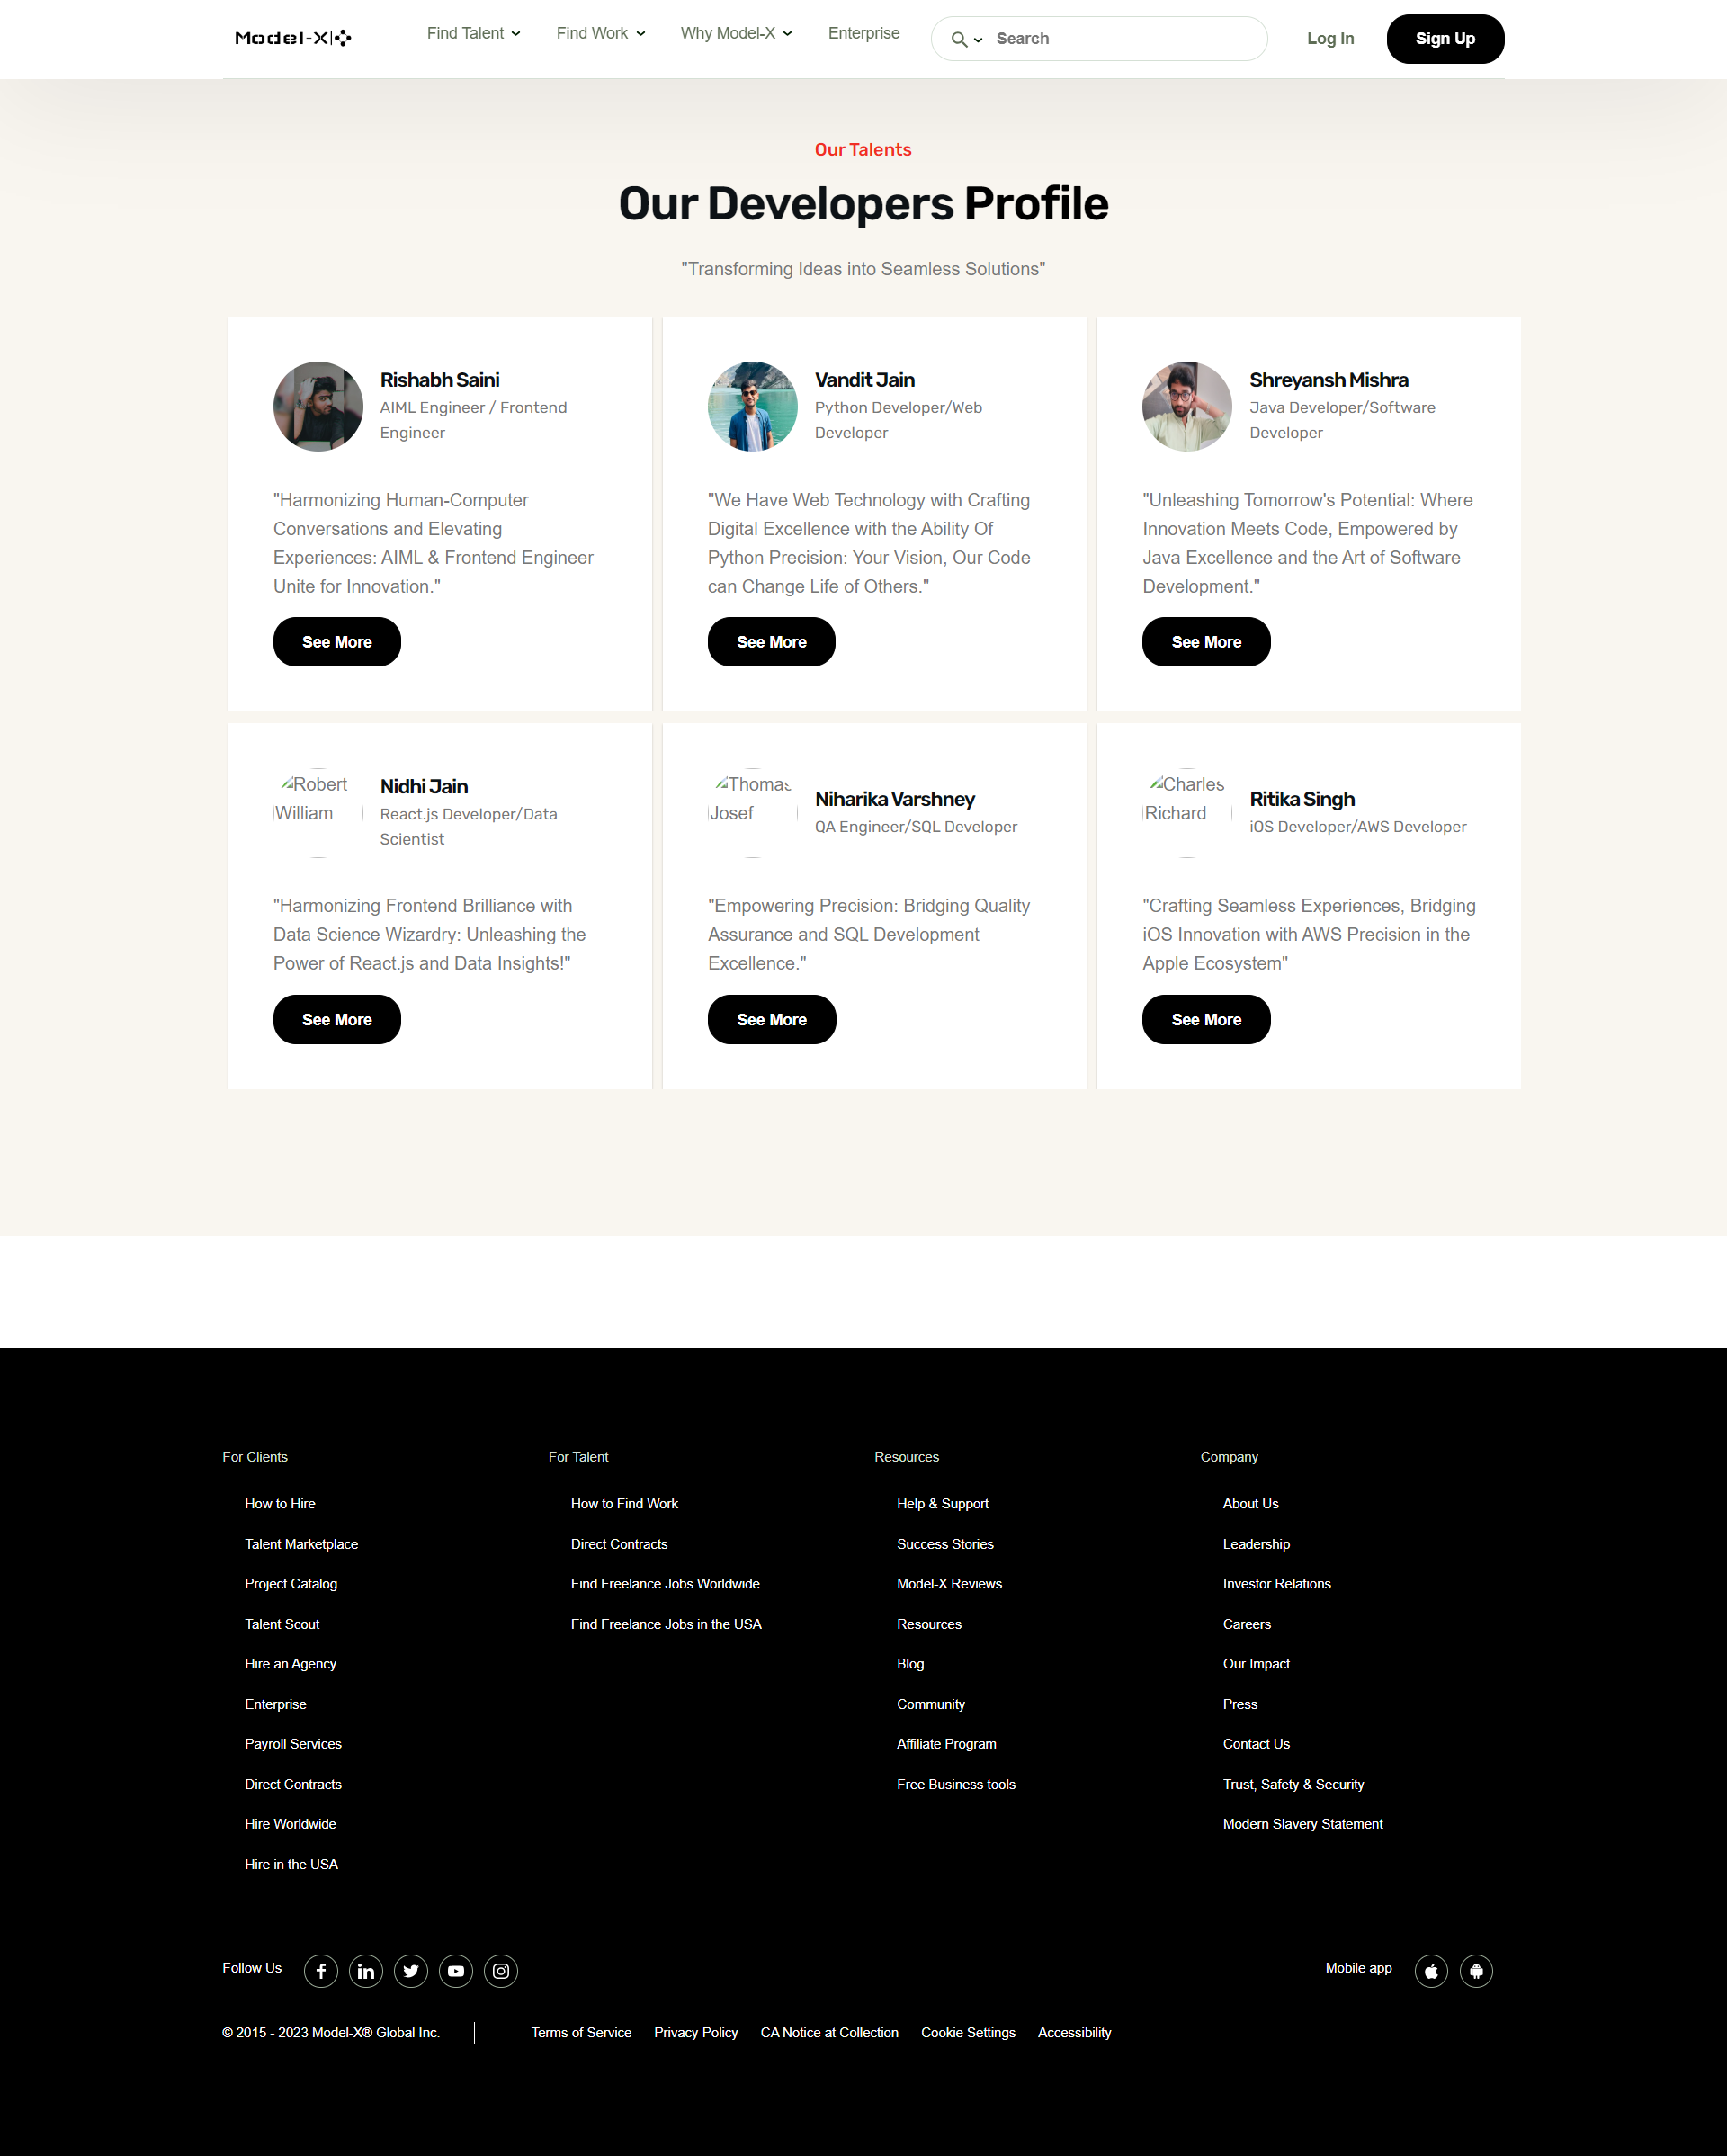 Model-X
Find Talent
Find Work
Why Model-X
Enterprise
Search
Log In
Sign Up
Our Talents
Our Developers Profile
"Transforming Ideas into Seamless Solutions"
Rishabh Saini
AIML Engineer / Frontend
Engineer
"Harmonizing Human-Computer
Conversations and Elevating
Experiences: AIML & Frontend Engineer
Unite for Innovation."
See More
Vandit Jain
Python Developer/Web
Developer
"We Have Web Technology with Crafting
Digital Excellence with the Ability Of
Python Precision: Your Vision, Our Code
can Change Life of Others."
See More
Shreyansh Mishra
Java Developer/Software
Developer
"Unleashing Tomorrow's Potential: Where
Innovation Meets Code, Empowered by
Java Excellence and the Art of Software
Development."
See More
Robert
William
Nidhi Jain
React.js Developer/Data
Scientist
"Harmonizing Frontend Brilliance with
Data Science Wizardry: Unleashing the
Power of React.js and Data Insights!"
See More
Thomas
Josef
Niharika Varshney
QA Engineer/SQL Developer
"Empowering Precision: Bridging Quality
Assurance and SQL Development
Excellence."
See More
Charles
Richard
Ritika Singh
iOS Developer/AWS Developer
"Crafting Seamless Experiences, Bridging
iOS Innovation with AWS Precision in the
Apple Ecosystem"
See More
For Clients
How to Hire
Talent Marketplace
Project Catalog
Talent Scout
Hire an Agency
Enterprise
Payroll Services
Direct Contracts
Hire Worldwide
Hire in the USA
For Talent
How to Find Work
Direct Contracts
Find Freelance Jobs Worldwide
Find Freelance Jobs in the USA
Resources
Help & Support
Success Stories
Model-X Reviews
Resources
Blog
Community
Affiliate Program
Free Business tools
Company
About Us
Leadership
Investor Relations
Careers
Our Impact
Press
Contact Us
Trust, Safety & Security
Modern Slavery Statement
Follow Us
Mobile app
© 2015 - 2023 Model-X® Global Inc.
Terms of Service
Privacy Policy
CA Notice at Collection
Cookie Settings
Accessibility